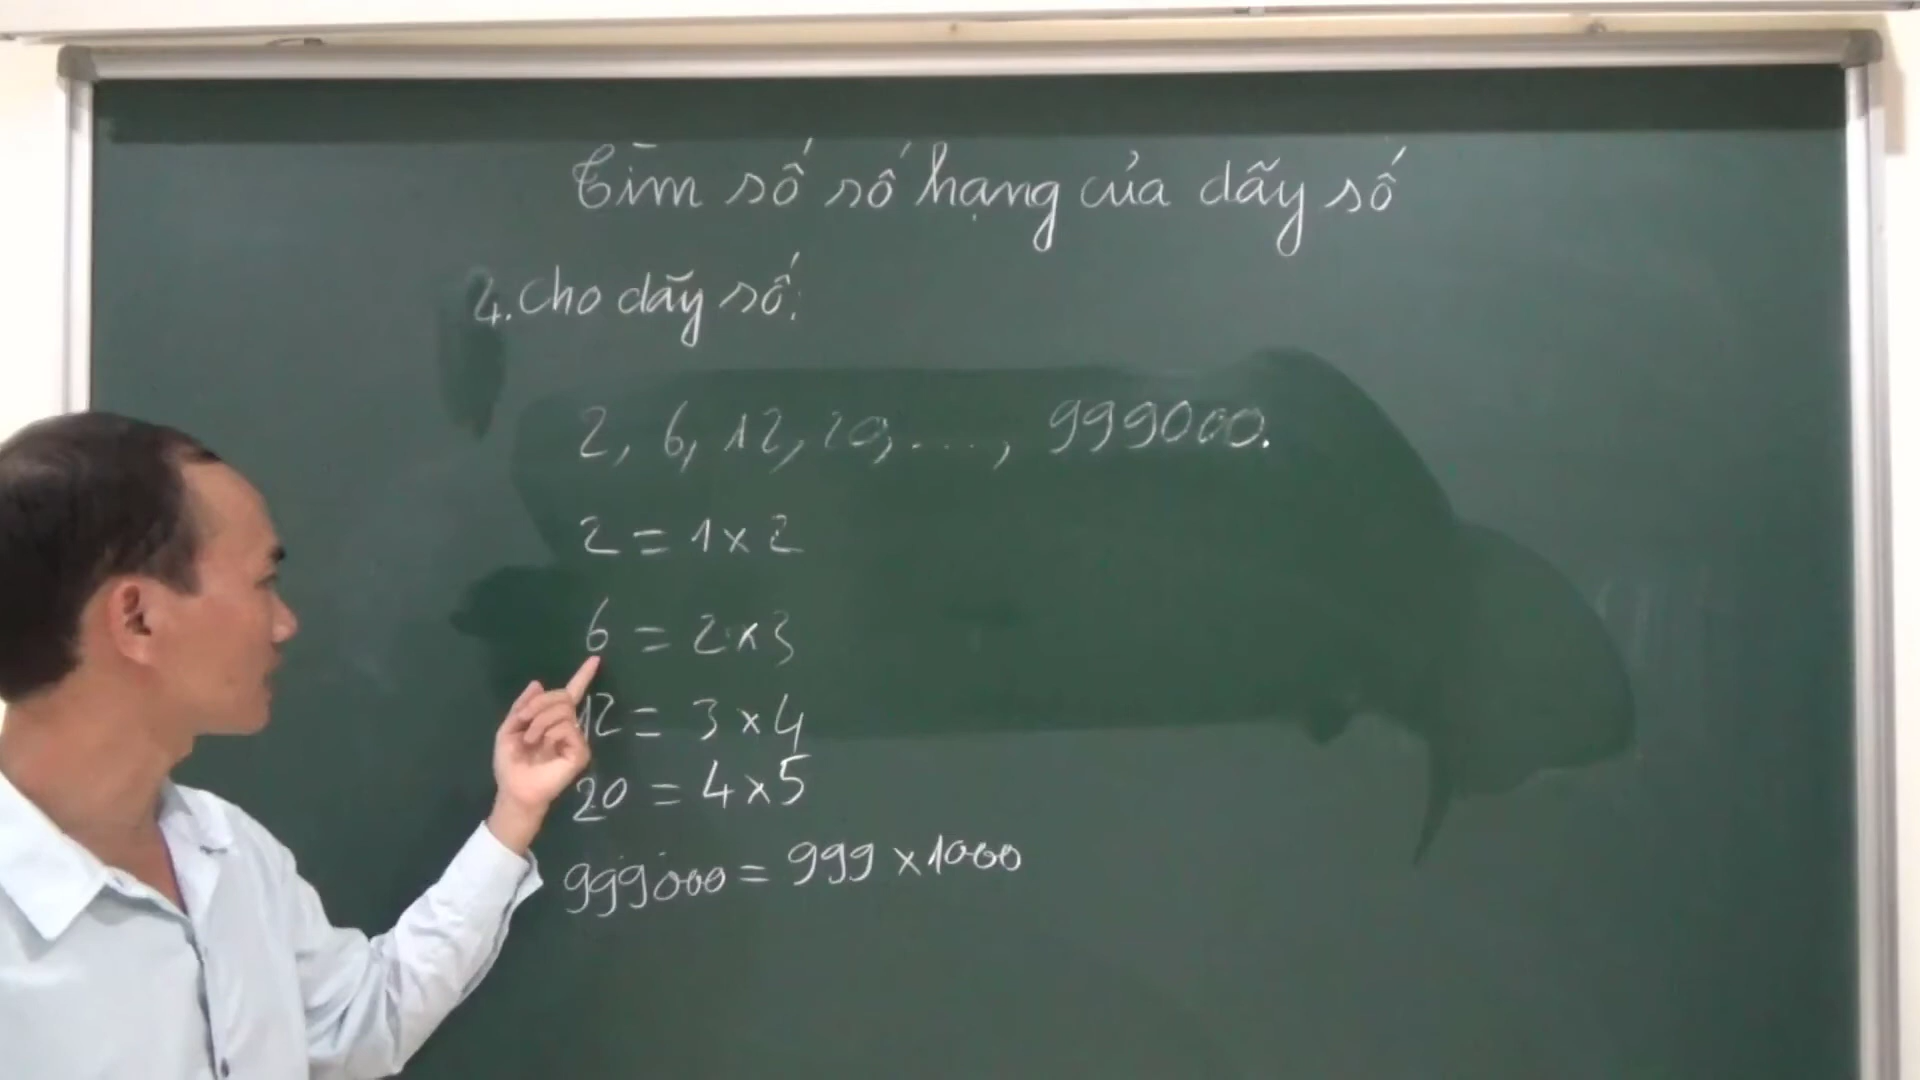 Tìm số số hạng của dãy số
4. Cho dãy số:
2, 6, 12, 20, ...., 999000.
2 = 1 x 2
6 = 2 x 3
12 = 3 x 4
20 = 4 x 5
999000 = 999 x 1000